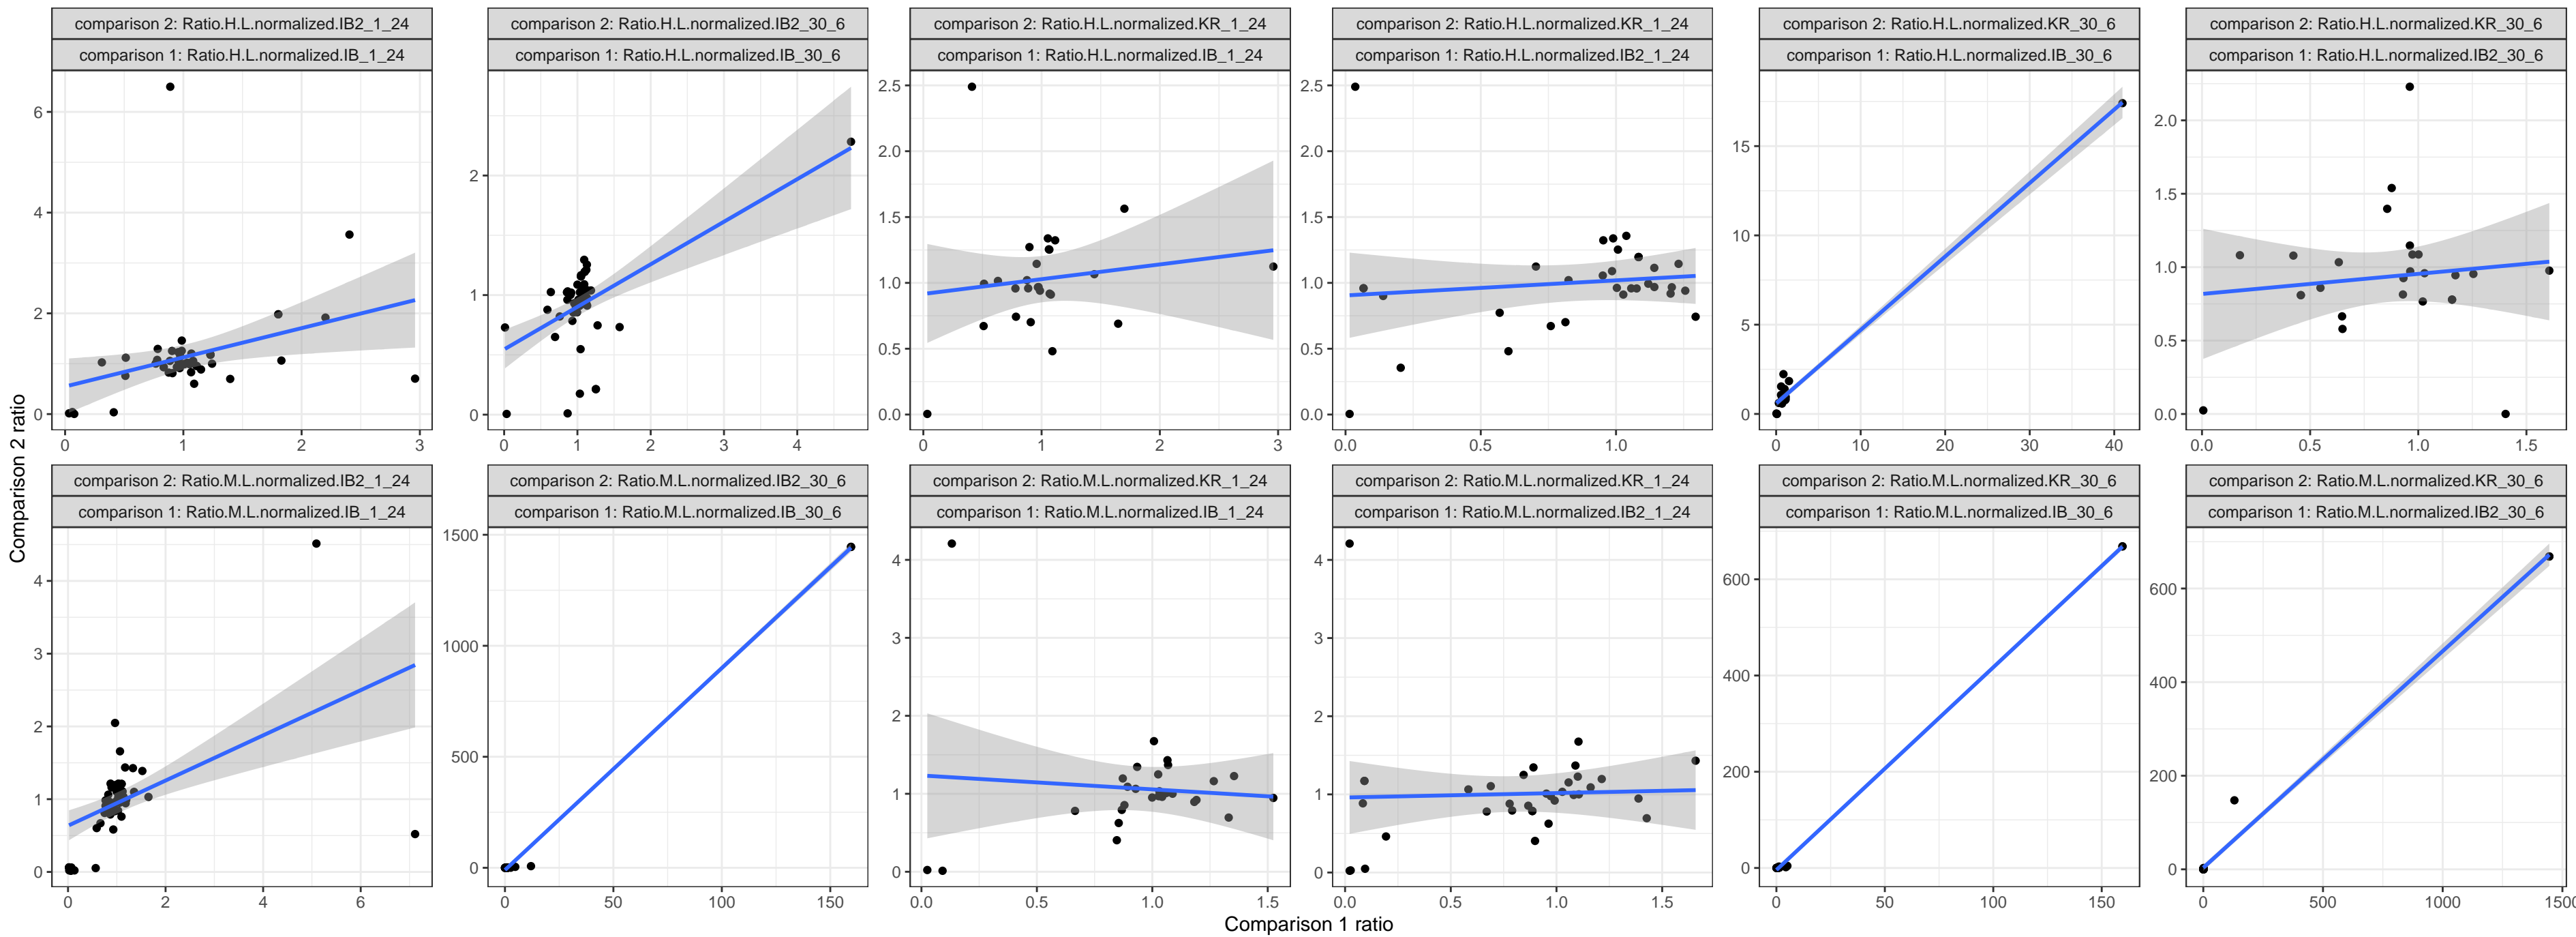 comparison 2: Ratio.H.L.normalized.IB2_1_24
comparison 1: Ratio.H.L.normalized.IB_1_24
6
4
2
0
0 1 2 3
comparison 2: Ratio.H.L.normalized.IB2_30_6
comparison 1: Ratio.H.L.normalized.IB_30_6
2
1
0
0 1 2 3 4
comparison 2: Ratio.H.L.normalized.KR_1_24
comparison 1: Ratio.H.L.normalized.IB_1_24
2.5
2.0
1.5
1.0
0.5
0.0
0 1 2 3
comparison 2: Ratio.H.L.normalized.KR_1_24
comparison 1: Ratio.H.L.normalized.IB2_1_24
2.5
2.0
1.5
1.0
0.5
0.0
0.0 0.5 1.0
comparison 2: Ratio.H.L.normalized.KR_30_6
comparison 1: Ratio.H.L.normalized.IB_30_6
15
10
5
0
0 10 20 30 40
comparison 2: Ratio.H.L.normalized.KR_30_6
comparison 1: Ratio.H.L.normalized.IB2_30_6
2.0
1.5
1.0
0.5
0.0
0.0 0.5 1.0 1.5
Comparison 2 ratio
comparison 2: Ratio.M.L.normalized.IB2_1_24
comparison 1: Ratio.M.L.normalized.IB_1_24
4
3
2
1
0
0 2 4 6
comparison 2: Ratio.M.L.normalized.IB2_30_6
comparison 1: Ratio.M.L.normalized.IB_30_6
1500
1000
500
0
0 50 100 150
comparison 2: Ratio.M.L.normalized.KR_1_24
comparison 1: Ratio.M.L.normalized.IB_1_24
4
3
2
1
0
0.0 0.5 1.0 1.5
comparison 2: Ratio.M.L.normalized.KR_1_24
comparison 1: Ratio.M.L.normalized.IB2_1_24
4
3
2
1
0
0.0 0.5 1.0 1.5
comparison 2: Ratio.M.L.normalized.KR_30_6
comparison 1: Ratio.M.L.normalized.IB_30_6
600
400
200
0
0 50 100 150
comparison 2: Ratio.M.L.normalized.KR_30_6
comparison 1: Ratio.M.L.normalized.IB2_30_6
600
400
200
0
0 500 1000 1500
Comparison 1 ratio